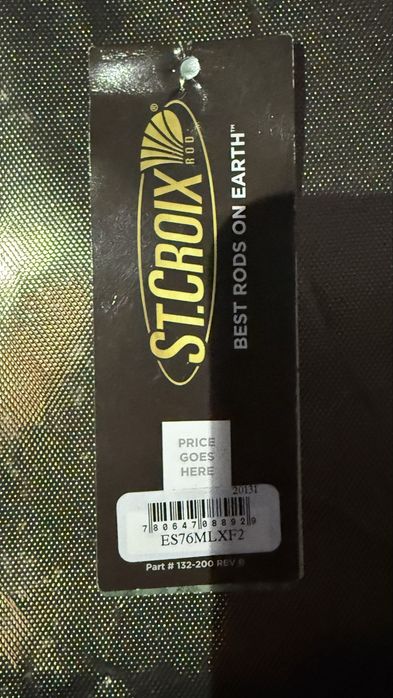 ST.CROIX
ROD®
BEST RODS ON EARTH™
PRICE
GOES
HERE
20131
7 80647 08892 9
ES76MLXF2
Part # 132-200 REV B